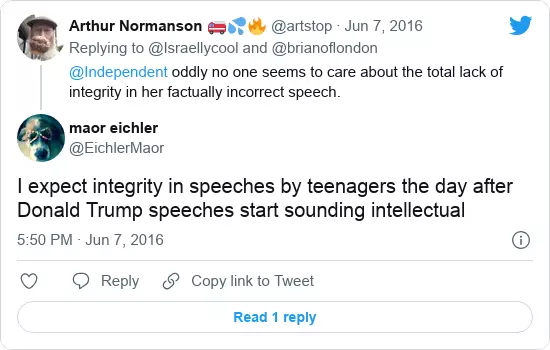 Arthur Normanson 🚒💦🔥 @artstop · Jun 7, 2016
Replying to @Israellycool and @brianoflondon
@Independent oddly no one seems to care about the total lack of
integrity in her factually incorrect speech.
maor eichler
@EichlerMaor
I expect integrity in speeches by teenagers the day after
Donald Trump speeches start sounding intellectual
5:50 PM · Jun 7, 2016
Reply
Copy link to Tweet
Read 1 reply